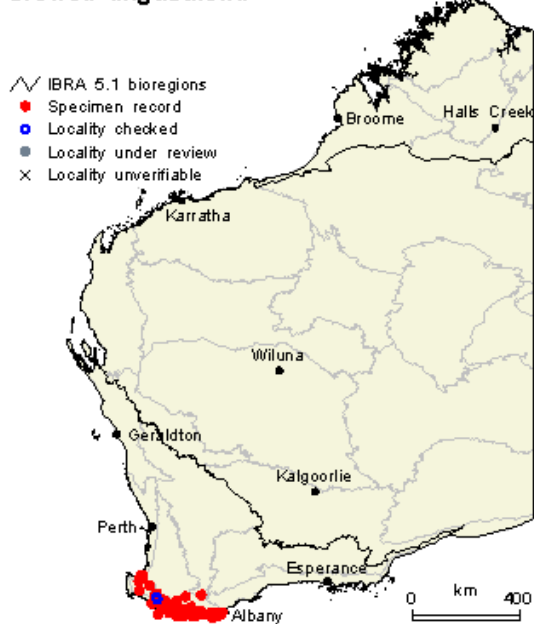 IBRA 5.1 bioregions
Specimen record
Locality checked
Locality under review
Locality unverifiable
Broome
Halls Creek
Karratha
Wiluna
Geraldton
Kalgoorlie
Perth
Esperance
Albany
km
0 400